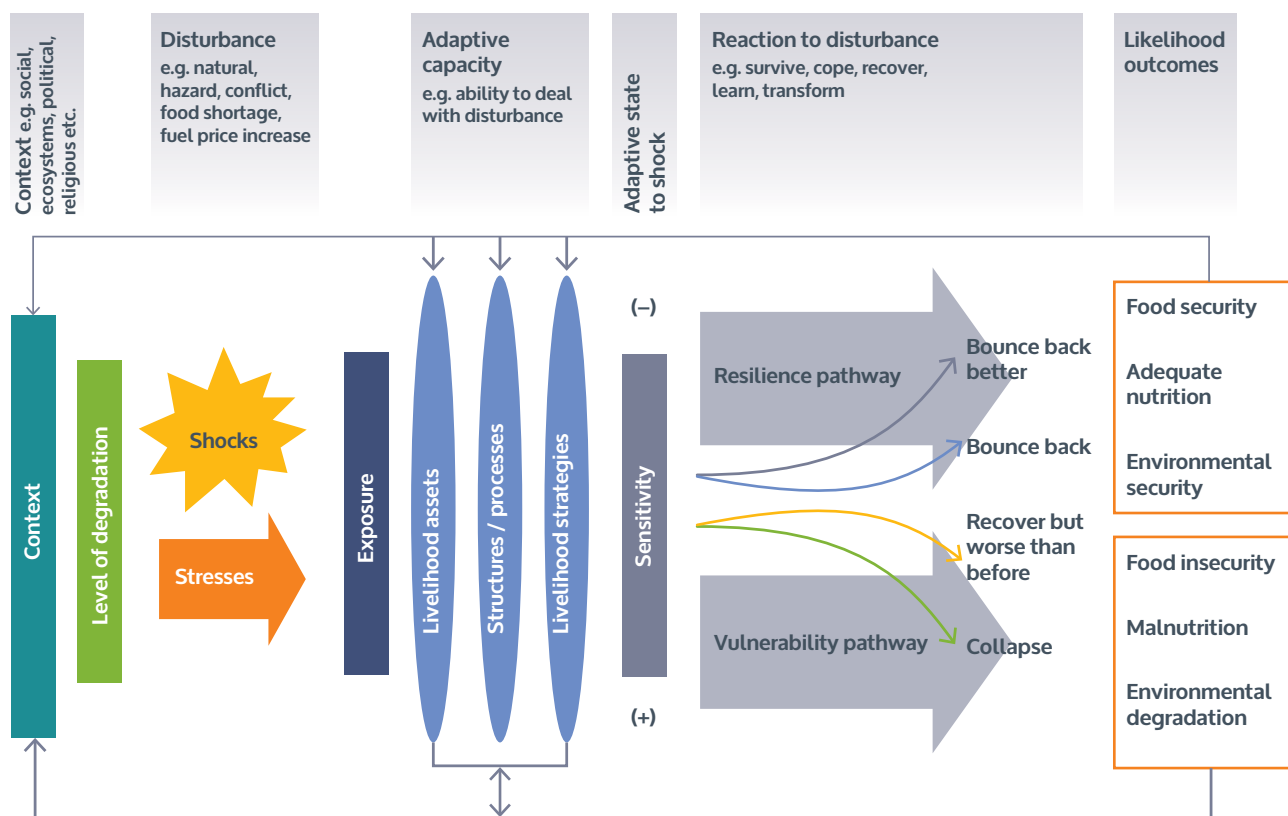 Context e.g. social,
ecosystems, political,
religious etc.
Disturbance
e.g. natural,
hazard, conflict,
food shortage,
fuel price increase
Adaptive
capacity
e.g. ability to deal
with disturbance
Adaptive state
to shock
Reaction to disturbance
e.g. survive, cope, recover,
learn, transform
Likelihood
outcomes
Context
Level of degradation
Shocks
Stresses
Exposure
Livelihood assets
Structures / processes
Livelihood strategies
(–)
Sensitivity
(+)
Resilience pathway
Bounce back
better
Bounce back
Recover but
worse than
before
Vulnerability pathway
Collapse
Food security
Adequate
nutrition
Environmental
security
Food insecurity
Malnutrition
Environmental
degradation